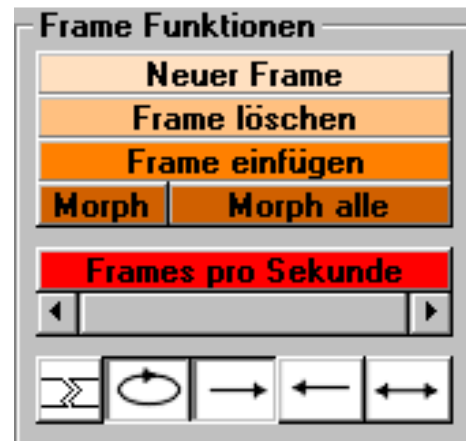 Frame Funktionen
Neuer Frame
Frame löschen
Frame einfügen
Morph Morph alle
Frames pro Sekunde